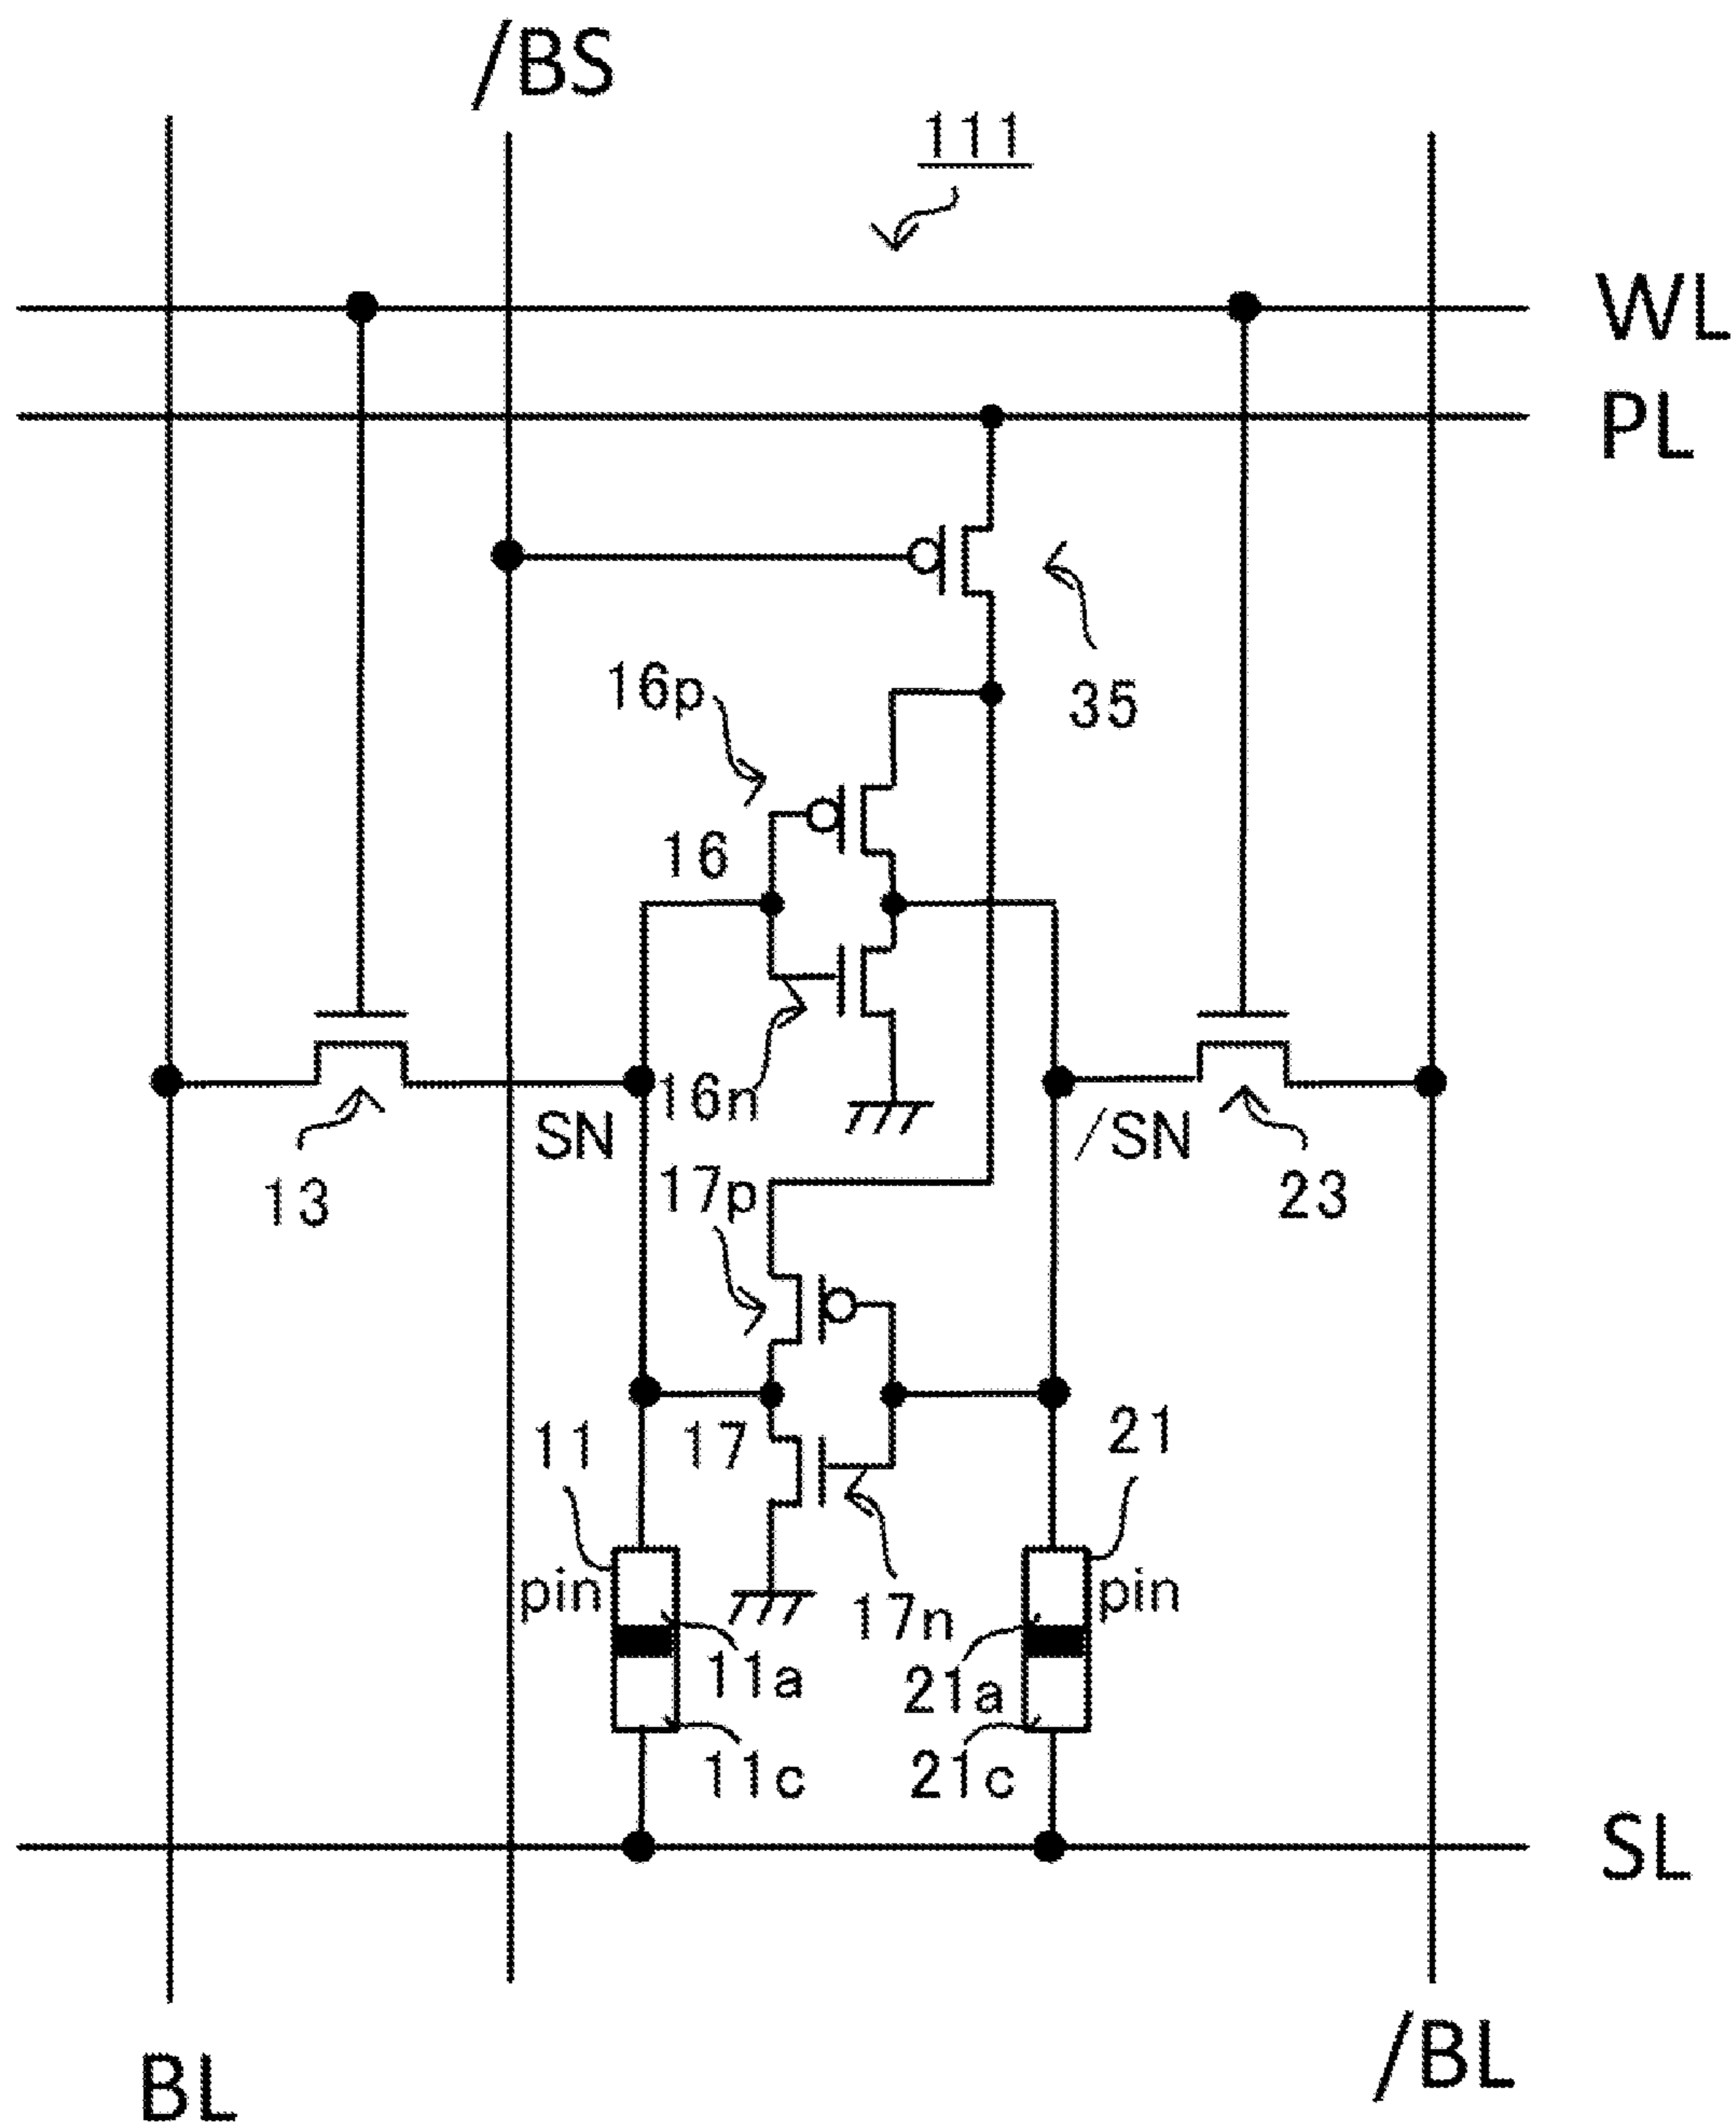 /BS
111
WL
PL
35
16p
16
16n
SN
/SN
13
23
17p
11
17
21
pin
17n
pin
11a
21a
11c
21c
SL
BL
/BL